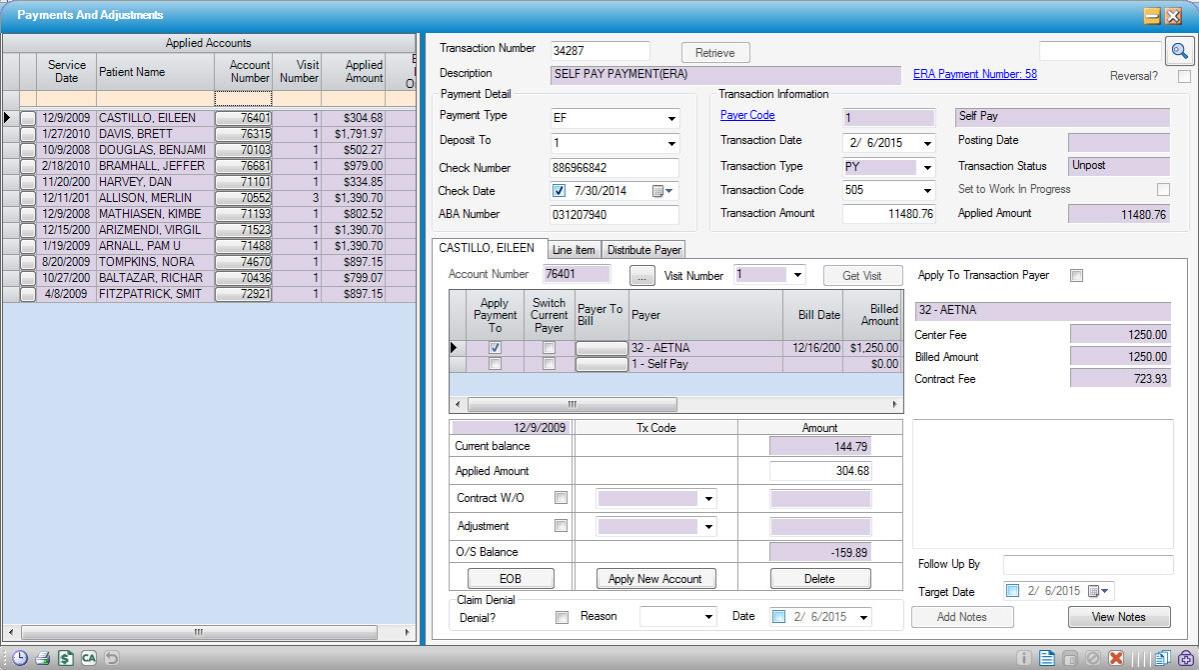 Payments And Adjustments
Applied Accounts
Service Date Patient Name Account Number Visit Number Applied Amount
12/9/2009 CASTILLO, EILEEN 76401 1 $304.68
1/27/2010 DAVIS, BRETT 76315 1 $1,791.97
10/9/2008 DOUGLAS, BENJAMI 70103 1 $502.27
2/18/2010 BRAMHALL, JEFFER 76681 1 $979.00
11/20/200 HARVEY, DAN 71101 1 $334.85
12/11/201 ALLISON, MERLIN 70552 3 $1,390.70
12/9/2008 MATHIASEN, KIMBE 71193 1 $802.52
12/15/200 ARIZMENDI, VIRGIL 71523 1 $1,390.70
1/19/2009 ARNALL, PAM U 71488 1 $1,390.70
8/20/2009 TOMPKINS, NORA 74670 1 $897.15
10/27/200 BALTAZAR, RICHAR 70436 1 $799.07
4/8/2009 FITZPATRICK, SMIT 72921 1 $897.15
Transaction Number 34287 Retrieve
Description SELF PAY PAYMENT(ERA) ERA Payment Number: 58 Reversal?
Payment Detail
Payment Type EF
Deposit To 1
Check Number 886966842
Check Date 7/30/2014
ABA Number 031207940
Transaction Information
Payer Code 1 Self Pay
Transaction Date 2/ 6/2015 Posting Date
Transaction Type PY Transaction Status Unpost
Transaction Code 505 Set to Work In Progress
Transaction Amount 11480.76 Applied Amount 11480.76
CASTILLO, EILEEN Line Item Distribute Payer
Account Number 76401 ... Visit Number 1 Get Visit Apply To Transaction Payer
Apply Payment To Switch Current Payer Payer To Bill Payer Bill Date Billed Amount
32 - AETNA 12/16/200 $1,250.00
1 - Self Pay $0.00
32 - AETNA
Center Fee 1250.00
Billed Amount 1250.00
Contract Fee 723.93
12/9/2009 Tx Code Amount
Current balance 144.79
Applied Amount 304.68
Contract W/O
Adjustment
O/S Balance -159.89
EOB Apply New Account Delete
Claim Denial
Denial? Reason Date 2/ 6/2015
Follow Up By
Target Date 2/ 6/2015
Add Notes View Notes
CA